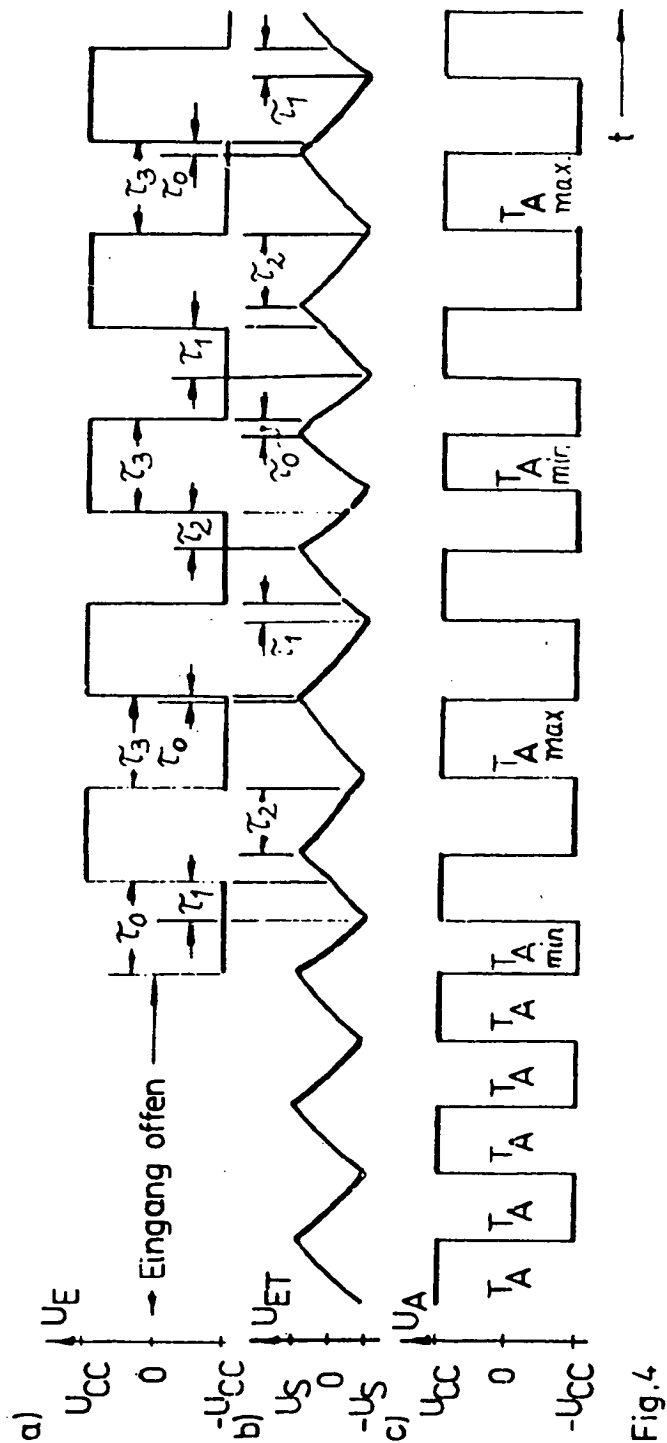 a)
U_E
U_CC
0
-U_CC
Eingang offen
τ₀
τ₁
τ₃
τ₀
τ₂
τ₃
τ₁
τ₃
τ₀
b)
U_ET
U_S
0
-U_S
τ₂
τ₁
τ₀
τ₂
τ₁
c)
U_A
U_CC
0
-U_CC
T_A
T_A
T_A
T_A
T_A
T_A min
T_A max
T_A min.
T_A max.
t
Fig.4